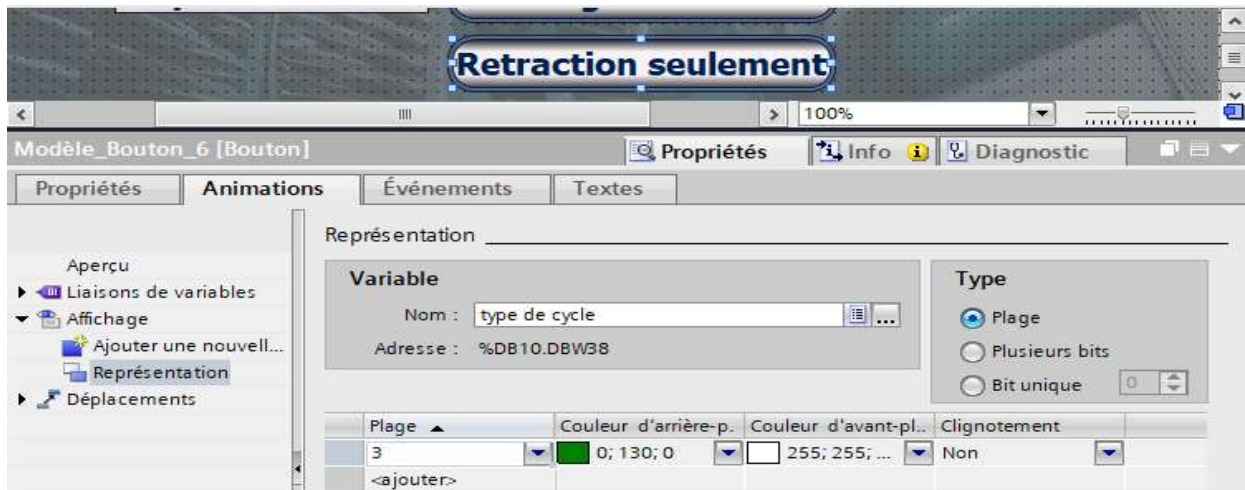 Retraction seulement
100%
Modèle_Bouton_6 [Bouton]
Propriétés
Info
Diagnostic
Propriétés
Animations
Événements
Textes
Aperçu
Liaisons de variables
Affichage
Ajouter une nouvell...
Représentation
Déplacements
Représentation
Variable
Nom : type de cycle
Adresse : %DB10.DBW38
Type
Plage
Plusieurs bits
Bit unique 0
Plage Couleur d'arrière-p. Couleur d'avant-pl.. Clignotement
3 0; 130; 0 255; 255; ... Non
<ajouter>